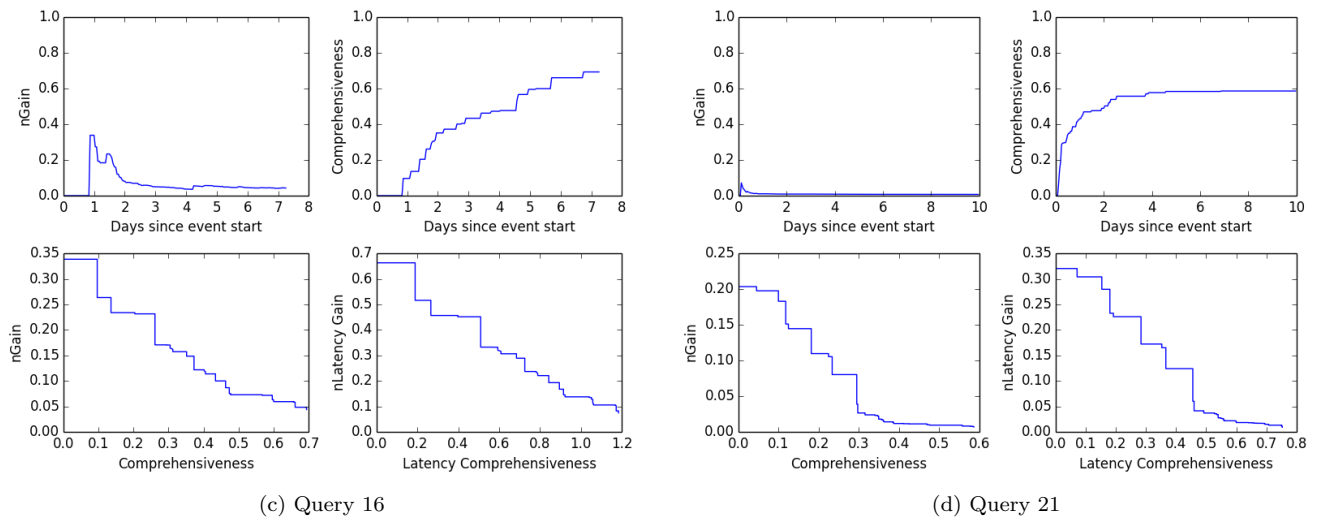 1.0
0.8
0.6
0.4
0.2
0.0
nGain
0 1 2 3 4 5 6 7 8
Days since event start
1.0
0.8
0.6
0.4
0.2
0.0
Comprehensiveness
0 1 2 3 4 5 6 7 8
Days since event start
0.35
0.30
0.25
0.20
0.15
0.10
0.05
0.00
nGain
0.0 0.1 0.2 0.3 0.4 0.5 0.6 0.7
Comprehensiveness
0.7
0.6
0.5
0.4
0.3
0.2
0.1
0.0
nLatency Gain
0.0 0.2 0.4 0.6 0.8 1.0 1.2
Latency Comprehensiveness
(c) Query 16
1.0
0.8
0.6
0.4
0.2
0.0
nGain
0 2 4 6 8 10
Days since event start
1.0
0.8
0.6
0.4
0.2
0.0
Comprehensiveness
0 2 4 6 8 10
Days since event start
0.25
0.20
0.15
0.10
0.05
0.00
nGain
0.0 0.1 0.2 0.3 0.4 0.5 0.6
Comprehensiveness
0.35
0.30
0.25
0.20
0.15
0.10
0.05
0.00
nLatency Gain
0.0 0.1 0.2 0.3 0.4 0.5 0.6 0.7 0.8
Latency Comprehensiveness
(d) Query 21